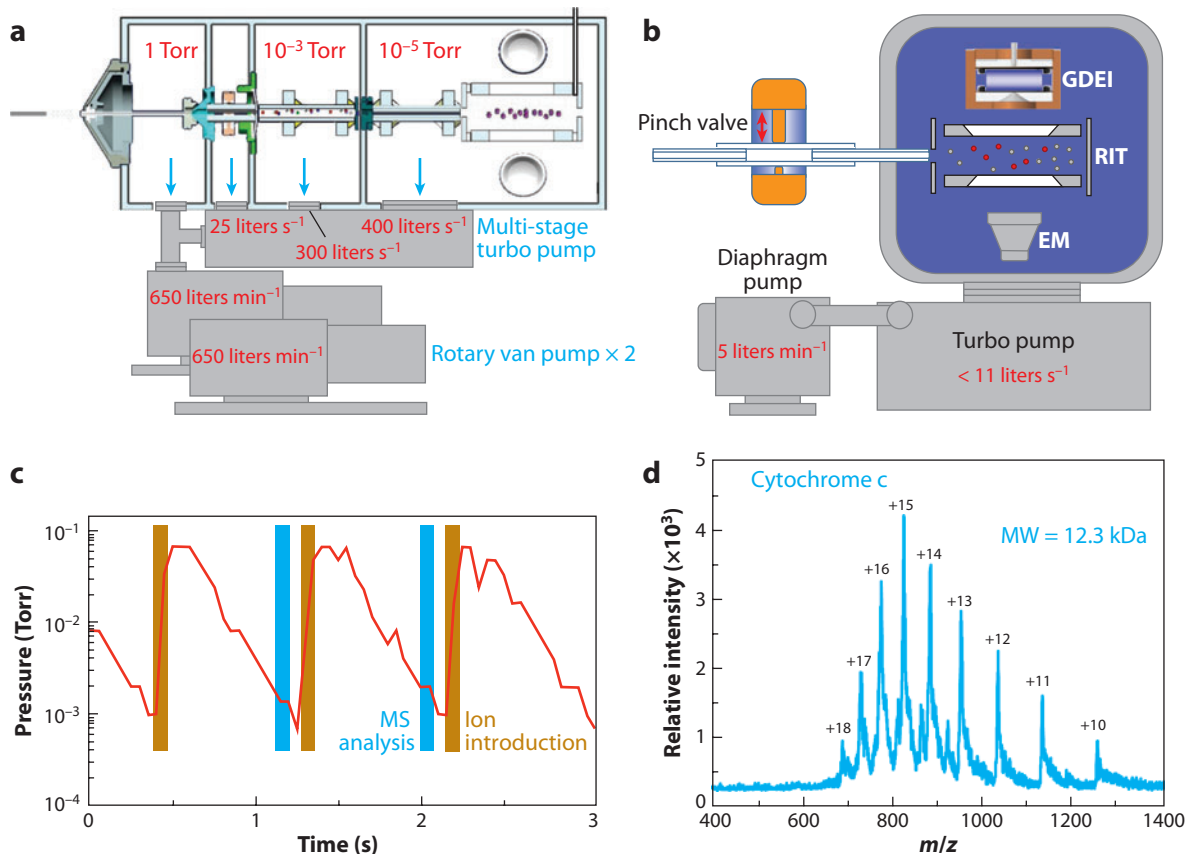 a
1 Torr
10⁻³ Torr
10⁻⁵ Torr
25 liters s⁻¹
300 liters s⁻¹
400 liters s⁻¹
Multi-stage
turbo pump
650 liters min⁻¹
650 liters min⁻¹
Rotary van pump × 2
b
Pinch valve
GDEI
RIT
EM
Diaphragm
pump
5 liters min⁻¹
Turbo pump
< 11 liters s⁻¹
c
Pressure (Torr)
10⁻¹
10⁻²
10⁻³
10⁻⁴
MS
analysis
Ion
introduction
0
1
2
3
Time (s)
d
Cytochrome c
MW = 12.3 kDa
Relative intensity (×10³)
5
4
3
2
1
0
+18
+17
+16
+15
+14
+13
+12
+11
+10
400
600
800
1000
1200
1400
m/z